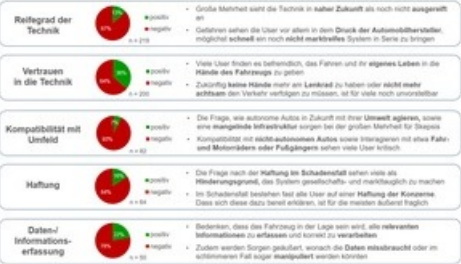 Reifegrad der
Technik
13%
87%
positiv
negativ
n = 219
Große Mehrheit sieht die Technik in naher Zukunft als noch nicht ausgereift
an
Gefahren sehen die User vor allem in dem Druck der Automobilhersteller,
möglichst schnell ein noch nicht marktreifes System in Serie zu bringen
Vertrauen
in die Technik
36%
64%
positiv
negativ
n = 200
Viele User finden es befremdlich, das Fahren und ihr eigenes Leben in die
Hände des Fahrzeugs zu geben
Zukünftig keine Hände mehr am Lenkrad zu haben oder nicht mehr
achtsam den Verkehr verfolgen zu müssen, ist für viele noch unvorstellbar
Kompatibilität mit
Umfeld
positiv
negativ
Die Frage, wie autonome Autos in Zukunft mit ihrer Umwelt agieren, sowie
eine mangelnde Infrastruktur sorgen bei der großen Mehrheit für Skepsis
Kompatibilität mit nicht-autonomen Autos sowie Interagieren mit etwa Fahr-
und Motorrädern oder Fußgängern sehen viele User kritisch
Haftung
positiv
negativ
Die Frage nach der Haftung im Schadensfall sehen viele als
Hinderungsgrund, das System gesellschafts- und marktauglich zu machen
Im Schadensfall bestehen fast alle User auf einer Haftung der Konzerne
Dass sich diese dazu bereit erklären, ist für die meisten äußerst fraglich
Daten-/
Informations-
erfassung
positiv
negativ
Bedenken, dass das Fahrzeug in der Lage sein wird, alle relevanten
Informationen zu erfassen und korrekt zu verarbeiten
Zudem werden Sorgen geäußert, wonach die Daten missbraucht oder im
schlimmeren Fall sogar manipuliert werden könnten